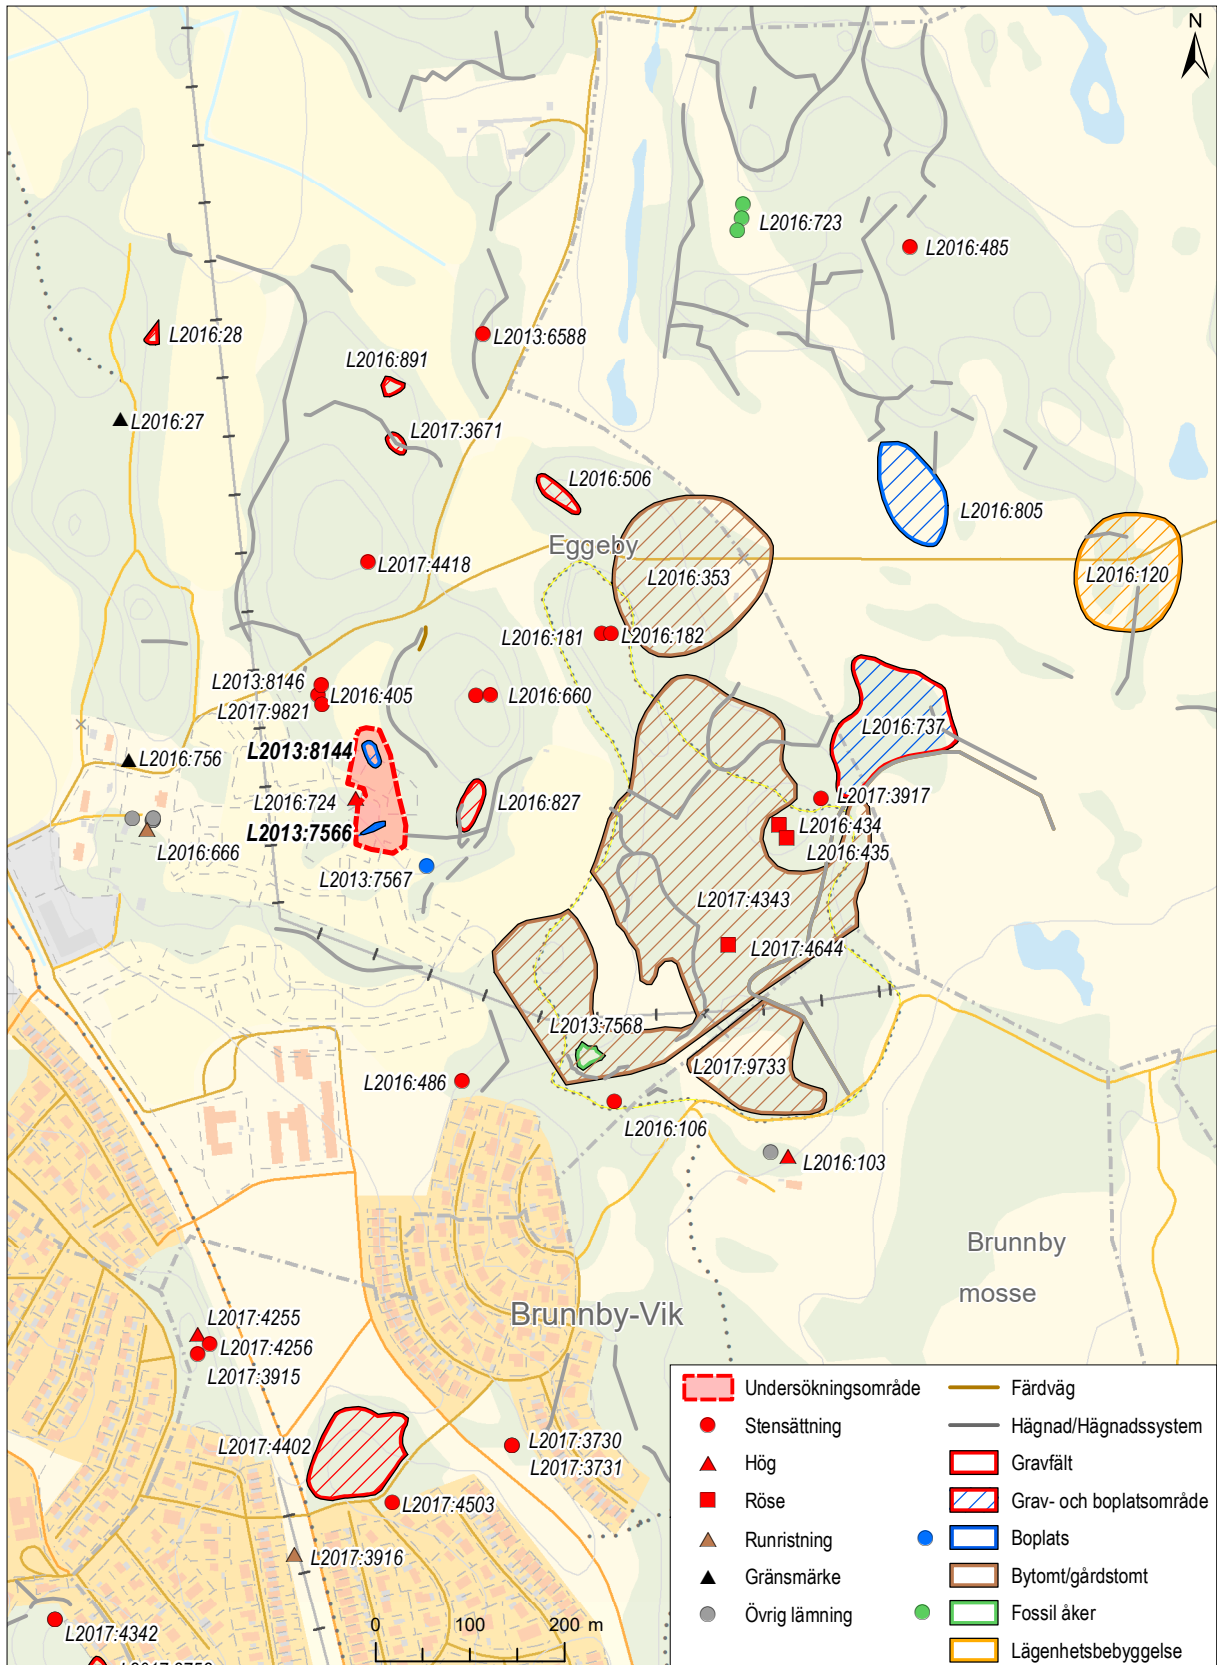 N
L2016:723
L2016:485
L2016:28
L2013:6588
L2016:891
L2016:27
L2017:3671
L2016:506
L2016:805
Eggeby
L2016:353
L2017:4418
L2016:120
L2016:181
L2016:182
L2013:8146
L2016:405
L2017:9821
L2016:660
L2016:737
L2013:8144
L2016:756
L2016:724
L2016:827
L2017:3917
L2016:434
L2013:7566
L2016:666
L2016:435
L2013:7567
L2017:4343
L2017:4644
L2013:7568
L2017:9733
L2016:486
L2016:106
L2016:103
Brunnby
mosse
Brunnby-Vik
L2017:4255
L2017:4256
L2017:3915
L2017:4402
L2017:3730
L2017:3731
L2017:4503
L2017:3916
L2017:4342
0 100 200 m
Undersökningsområde
Stensättning
Hög
Röse
Runristning
Gränsmärke
Övrig lämning
Färdväg
Hägnad/Hägnadssystem
Gravfält
Grav- och boplatsområde
Boplats
Bytomt/gårdstomt
Fossil åker
Lägenhetsbebyggelse